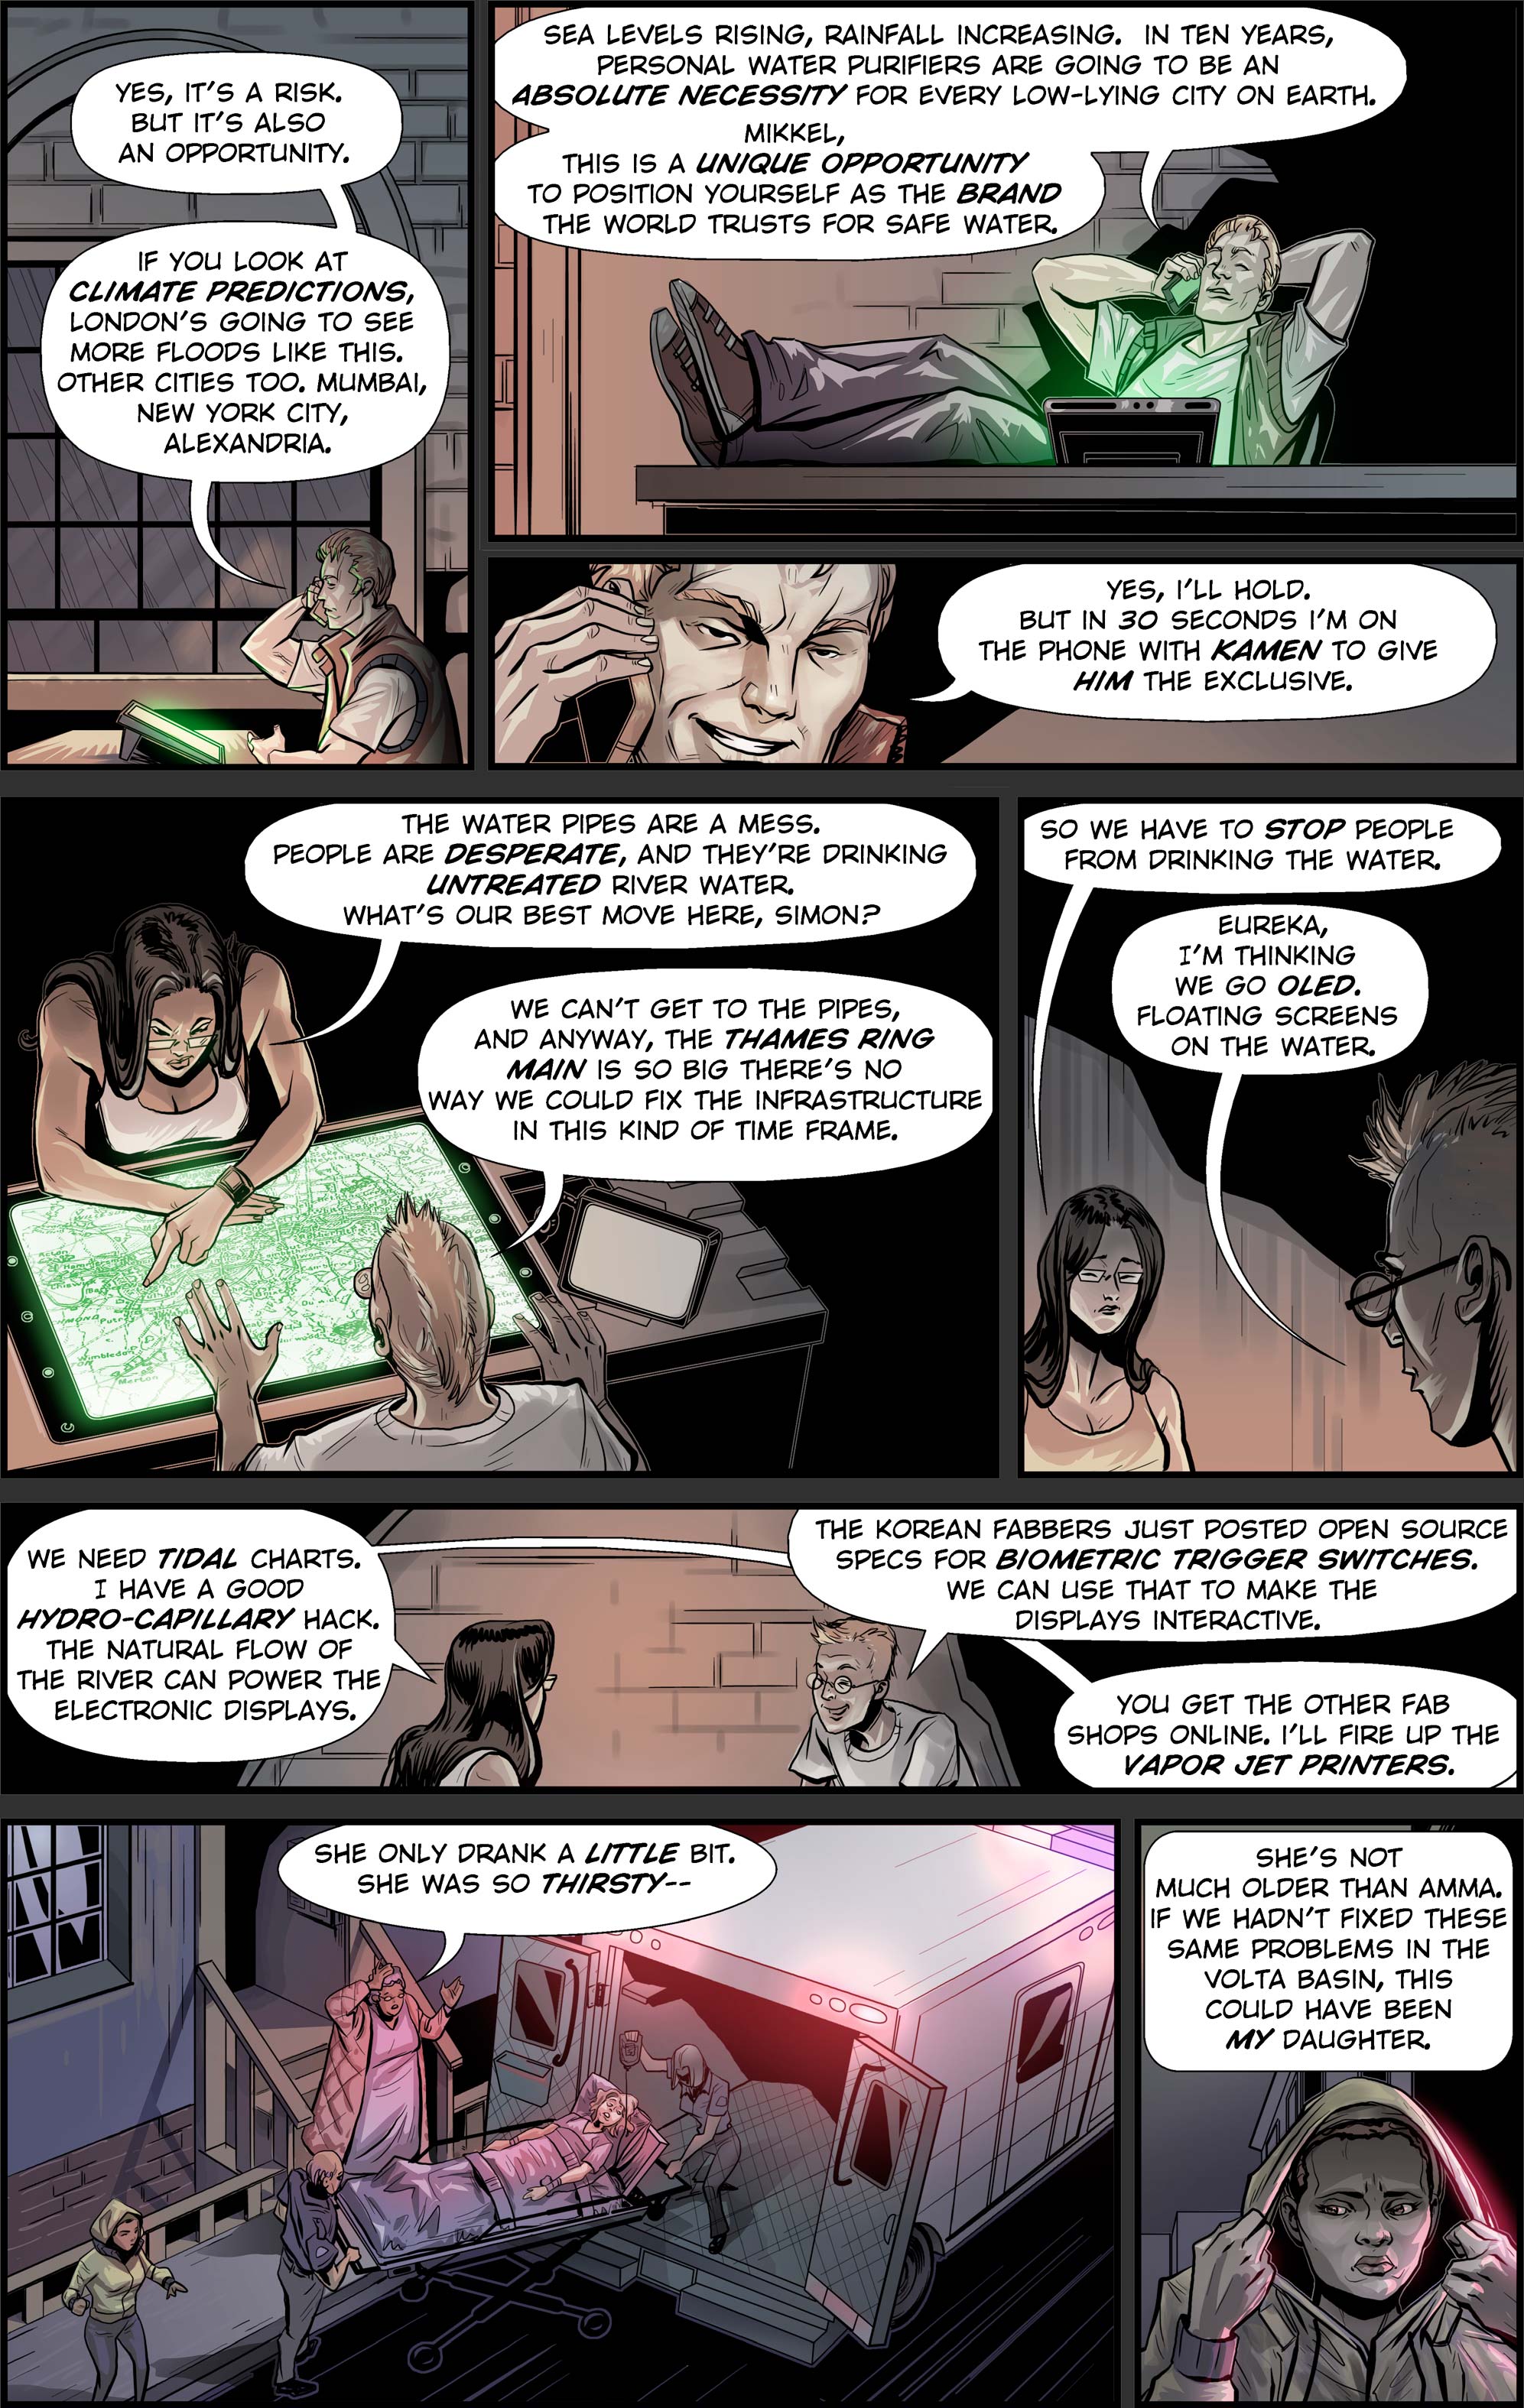 YES, IT'S A RISK.
BUT IT'S ALSO
AN OPPORTUNITY.
IF YOU LOOK AT
CLIMATE PREDICTIONS,
LONDON'S GOING TO SEE
MORE FLOODS LIKE THIS.
OTHER CITIES TOO. MUMBAI,
NEW YORK CITY,
ALEXANDRIA.
SEA LEVELS RISING, RAINFALL INCREASING. IN TEN YEARS,
PERSONAL WATER PURIFIERS ARE GOING TO BE AN
ABSOLUTE NECESSITY FOR EVERY LOW-LYING CITY ON EARTH.
MIKKEL,
THIS IS A UNIQUE OPPORTUNITY
TO POSITION YOURSELF AS THE BRAND
THE WORLD TRUSTS FOR SAFE WATER.
YES, I'LL HOLD.
BUT IN 30 SECONDS I'M ON
THE PHONE WITH KAMEN TO GIVE
HIM THE EXCLUSIVE.
THE WATER PIPES ARE A MESS.
PEOPLE ARE DESPERATE, AND THEY'RE DRINKING
UNTREATED RIVER WATER.
WHAT'S OUR BEST MOVE HERE, SIMON?
WE CAN'T GET TO THE PIPES,
AND ANYWAY, THE THAMES RING
MAIN IS SO BIG THERE'S NO
WAY WE COULD FIX THE INFRASTRUCTURE
IN THIS KIND OF TIME FRAME.
Acton
Wimbledon
Merton
SO WE HAVE TO STOP PEOPLE
FROM DRINKING THE WATER.
EUREKA,
I'M THINKING
WE GO OLED.
FLOATING SCREENS
ON THE WATER.
WE NEED TIDAL CHARTS.
I HAVE A GOOD
HYDRO-CAPILLARY HACK.
THE NATURAL FLOW OF
THE RIVER CAN POWER THE
ELECTRONIC DISPLAYS.
THE KOREAN FABBERS JUST POSTED OPEN SOURCE
SPECS FOR BIOMETRIC TRIGGER SWITCHES.
WE CAN USE THAT TO MAKE THE
DISPLAYS INTERACTIVE.
YOU GET THE OTHER FAB
SHOPS ONLINE. I'LL FIRE UP THE
VAPOR JET PRINTERS.
SHE ONLY DRANK A LITTLE BIT.
SHE WAS SO THIRSTY--
SHE'S NOT
MUCH OLDER THAN AMMA.
IF WE HADN'T FIXED THESE
SAME PROBLEMS IN THE
VOLTA BASIN, THIS
COULD HAVE BEEN
MY DAUGHTER.